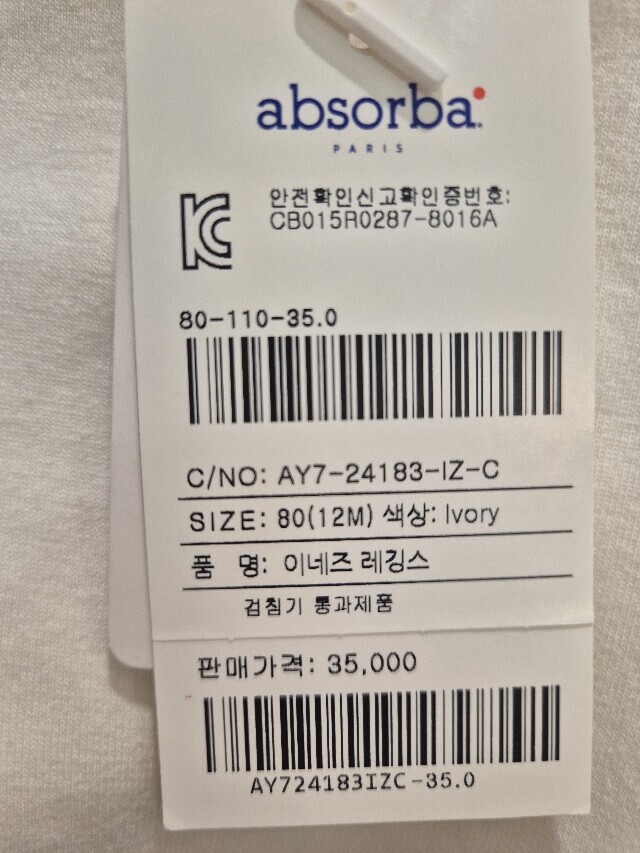 absorba.
PARIS
안전확인신고확인증번호:
CB015R0287-8016A
80-110-35.0
C/NO: AY7-24183-IZ-C
SIZE: 80(12M) 색상: Ivory
품 명: 이네즈 레깅스
검침기 통과제품
판매가격: 35,000
AY724183IZC-35.0